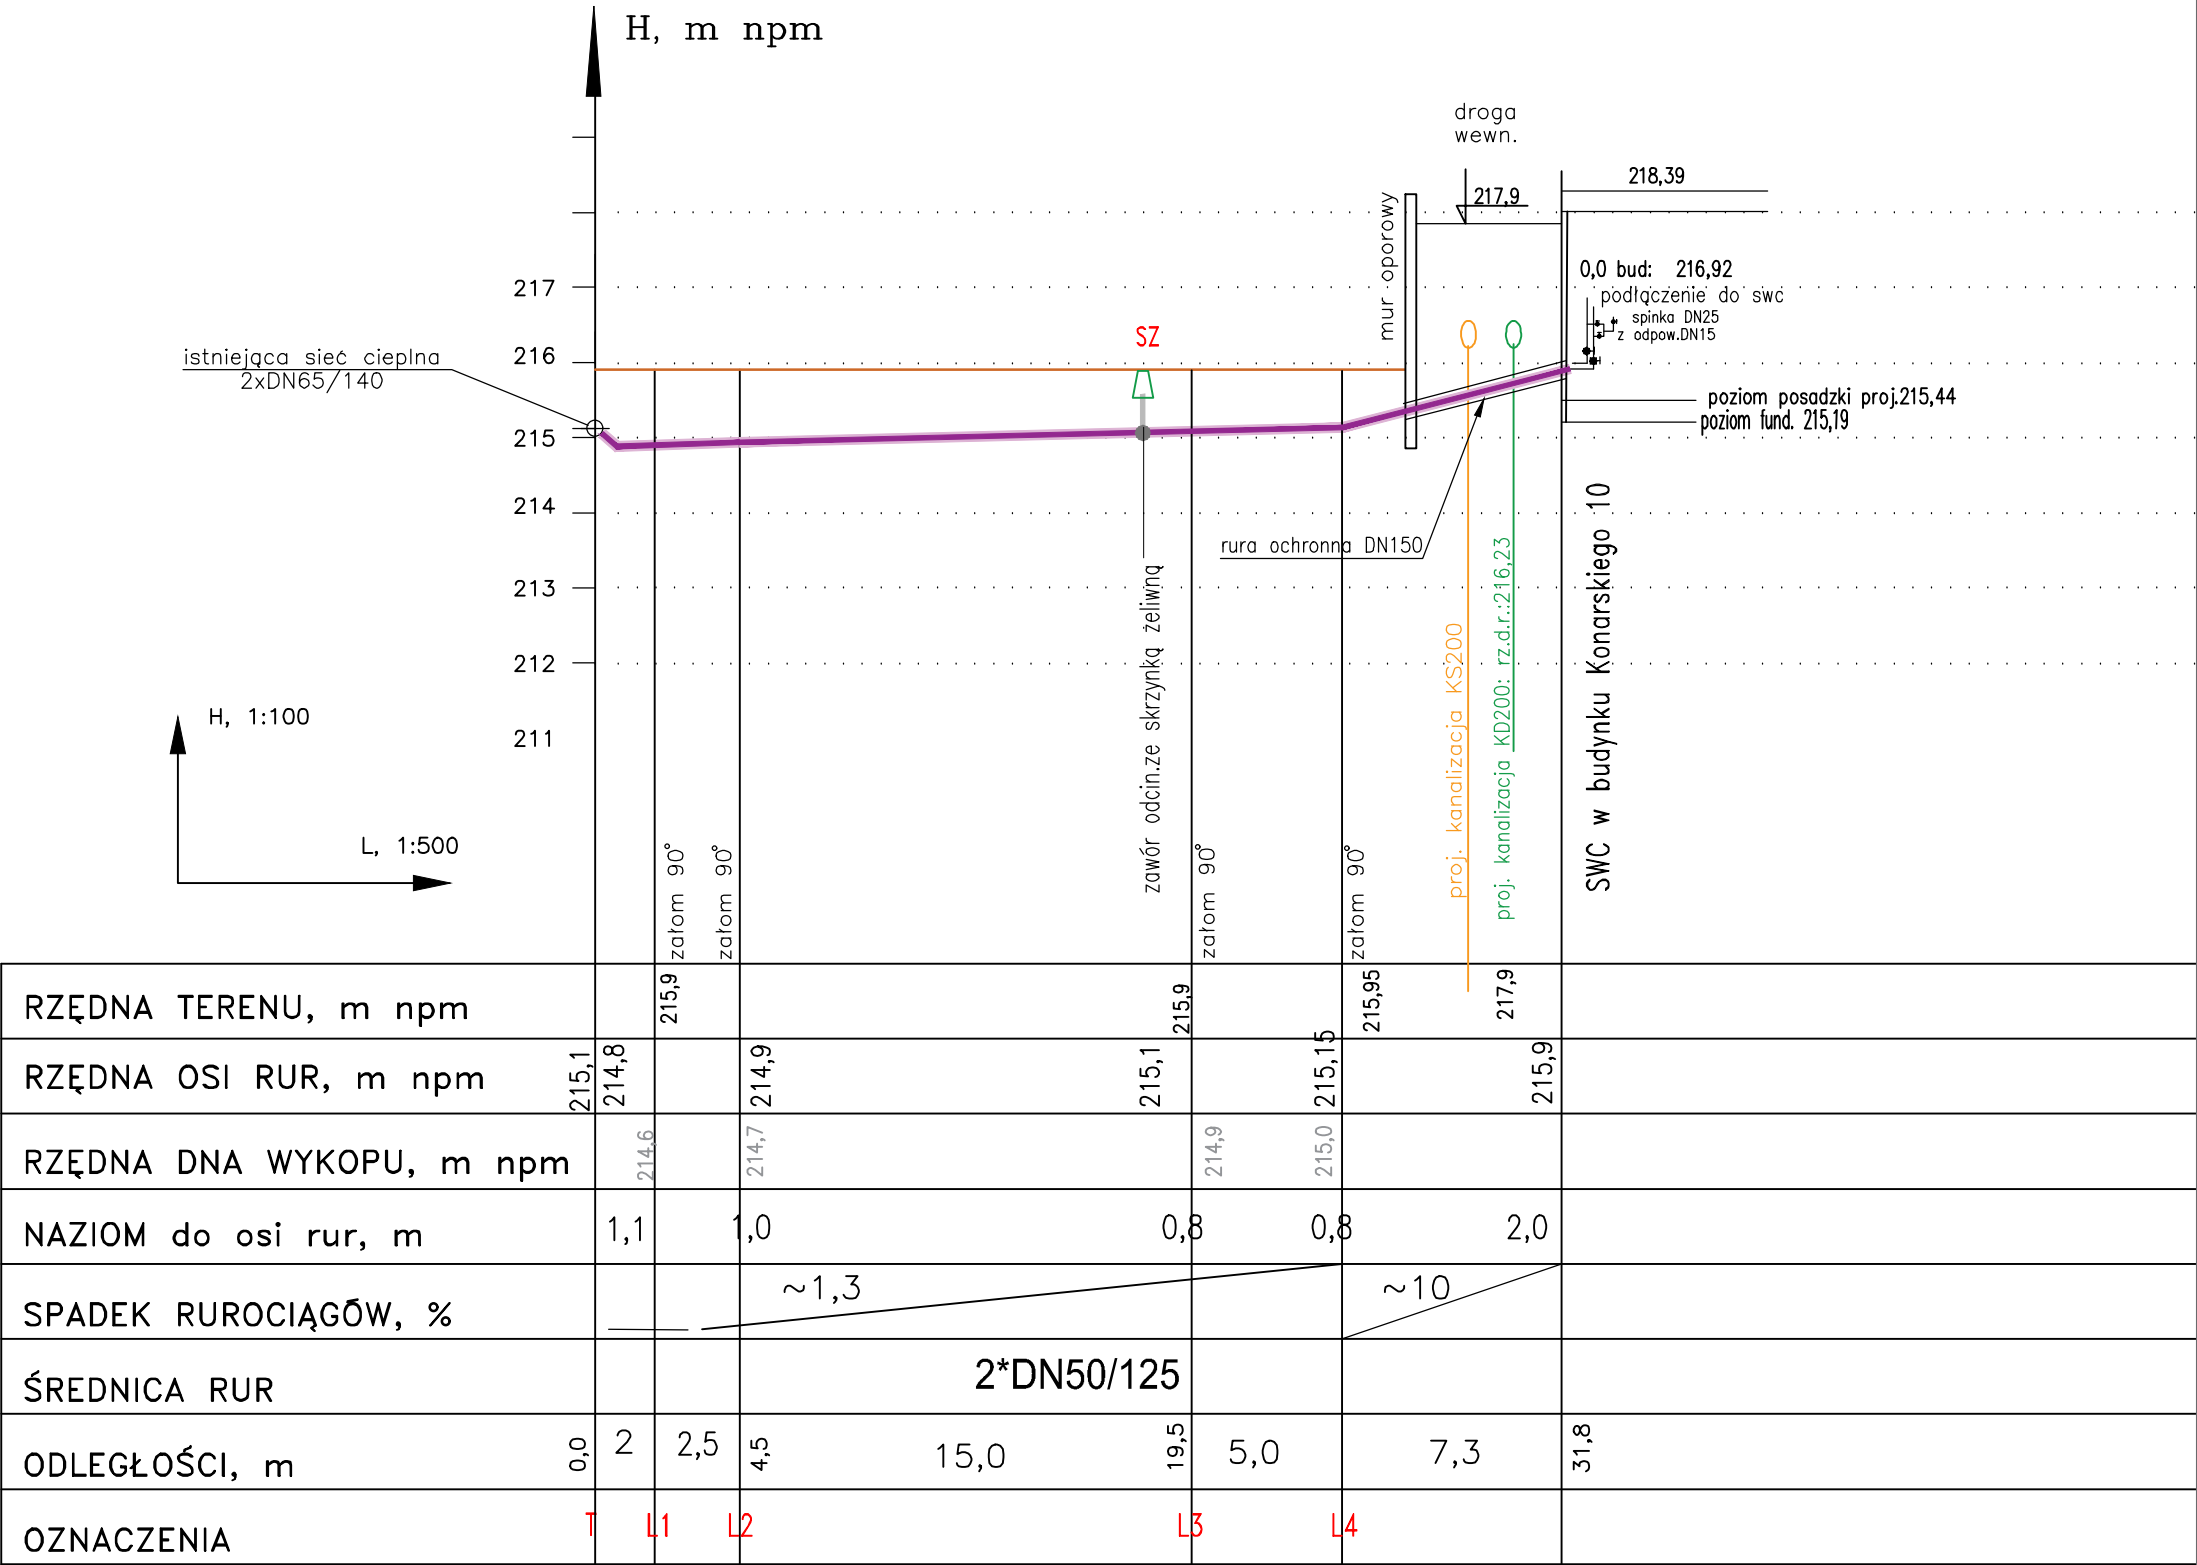 H, m npm
droga
wewn.
218,39
217,9
mur oporowy
0,0 bud: 216,92
podłączenie do swc
spinka DN25
z odpow.DN15
217
216
215
214
213
212
211
SZ
istniejąca sieć cieplna
2xDN65/140
poziom posadzki proj.215,44
poziom fund. 215,19
rura ochronna DN150
zawór odcin.ze skrzynką żeliwną
proj. kanalizacja KS200
proj. kanalizacja KD200: rz.d.r.:216,23
SWC w budynku Konarskiego 10
H, 1:100
L, 1:500
załom 90°
załom 90°
załom 90°
załom 90°
RZĘDNA TERENU, m npm
215,9
215,9
215,95
217,9
RZĘDNA OSI RUR, m npm
215,1
214,8
214,9
215,1
215,15
215,9
RZĘDNA DNA WYKOPU, m npm
214,6
214,7
214,9
215,0
NAZIOM do osi rur, m
1,1
1,0
0,8
0,8
2,0
SPADEK RUROCIĄGÓW, %
~1,3
~10
ŚREDNICA RUR
2*DN50/125
ODLEGŁOŚCI, m
0,0
2
2,5
4,5
15,0
19,5
5,0
7,3
31,8
OZNACZENIA
T
L1
L2
L3
L4